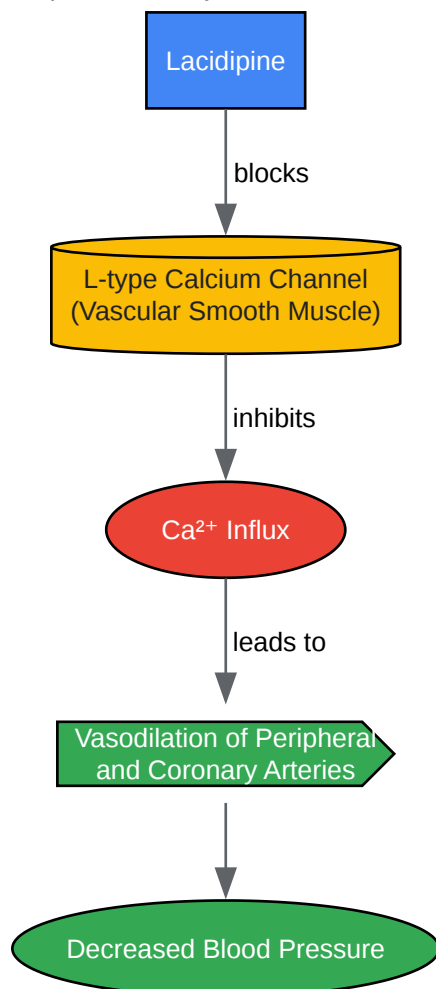 Lacidipine
blocks
L-type Calcium Channel
(Vascular Smooth Muscle)
inhibits
Ca²⁺ Influx
leads to
Vasodilation of Peripheral
and Coronary Arteries
Decreased Blood Pressure